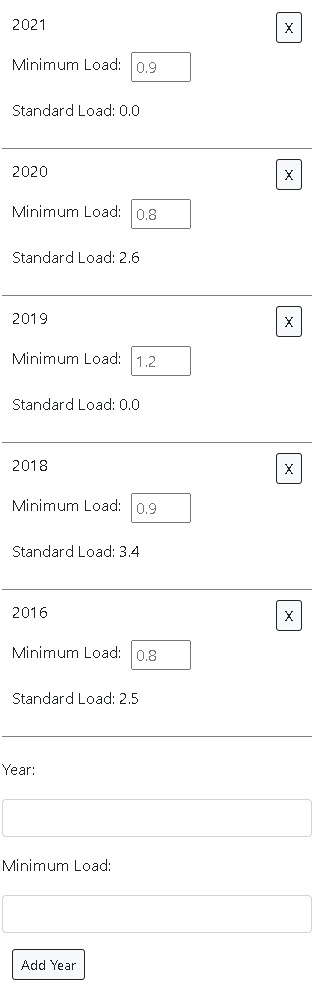 2021
X
Minimum Load: 0.9
Standard Load: 0.0
2020
X
Minimum Load: 0.8
Standard Load: 2.6
2019
X
Minimum Load: 1.2
Standard Load: 0.0
2018
X
Minimum Load: 0.9
Standard Load: 3.4
2016
X
Minimum Load: 0.8
Standard Load: 2.5
Year:
Minimum Load:
Add Year